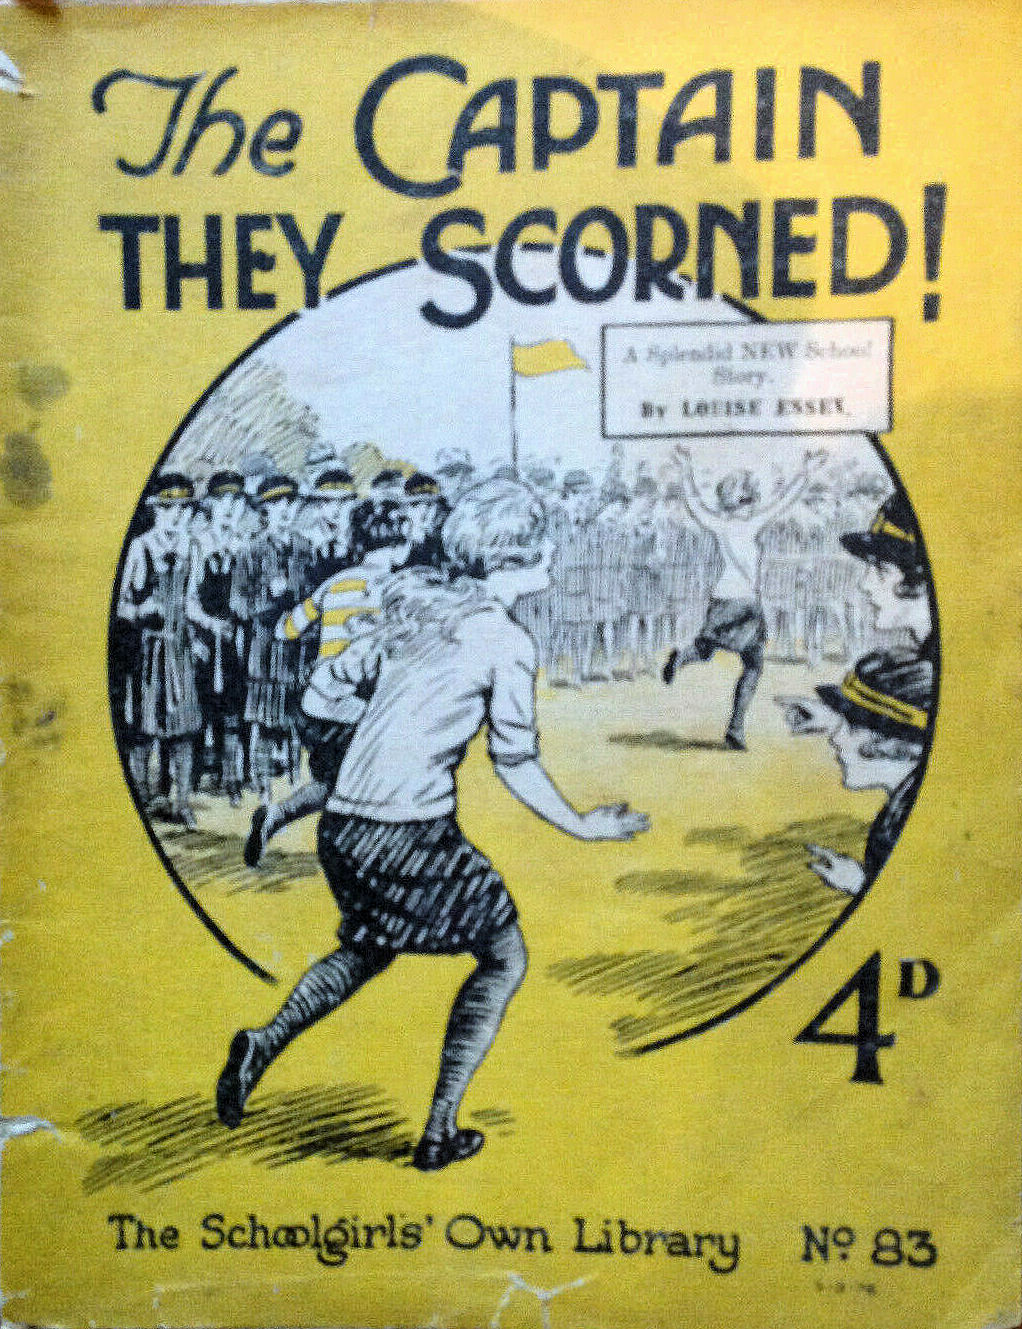 The CAPTAIN
THEY SCORNED!
A Splendid NEW School
Story.
By LOUISE ESSEX.
4D
The Schoolgirls' Own Library No. 83